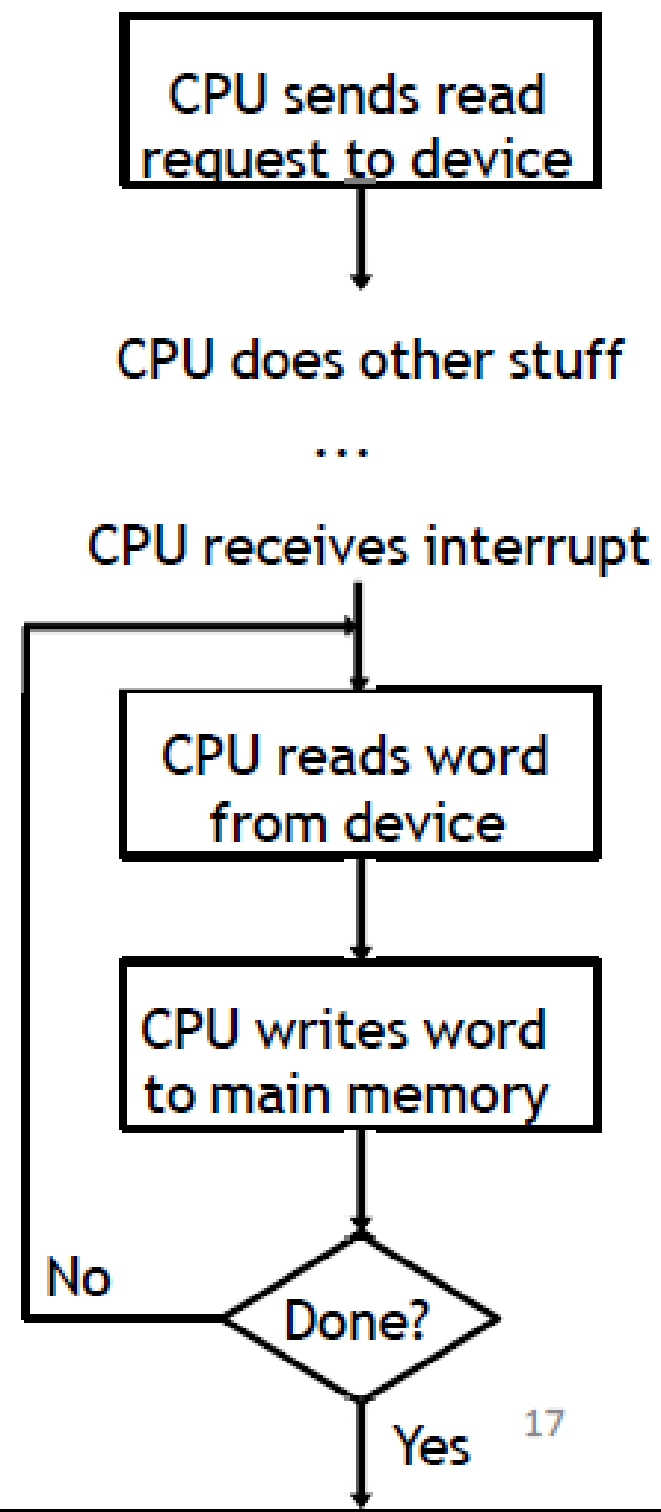 CPU sends read
request to device
CPU does other stuff
...
CPU receives interrupt
CPU reads word
from device
CPU writes word
to main memory
No
Done?
Yes
17